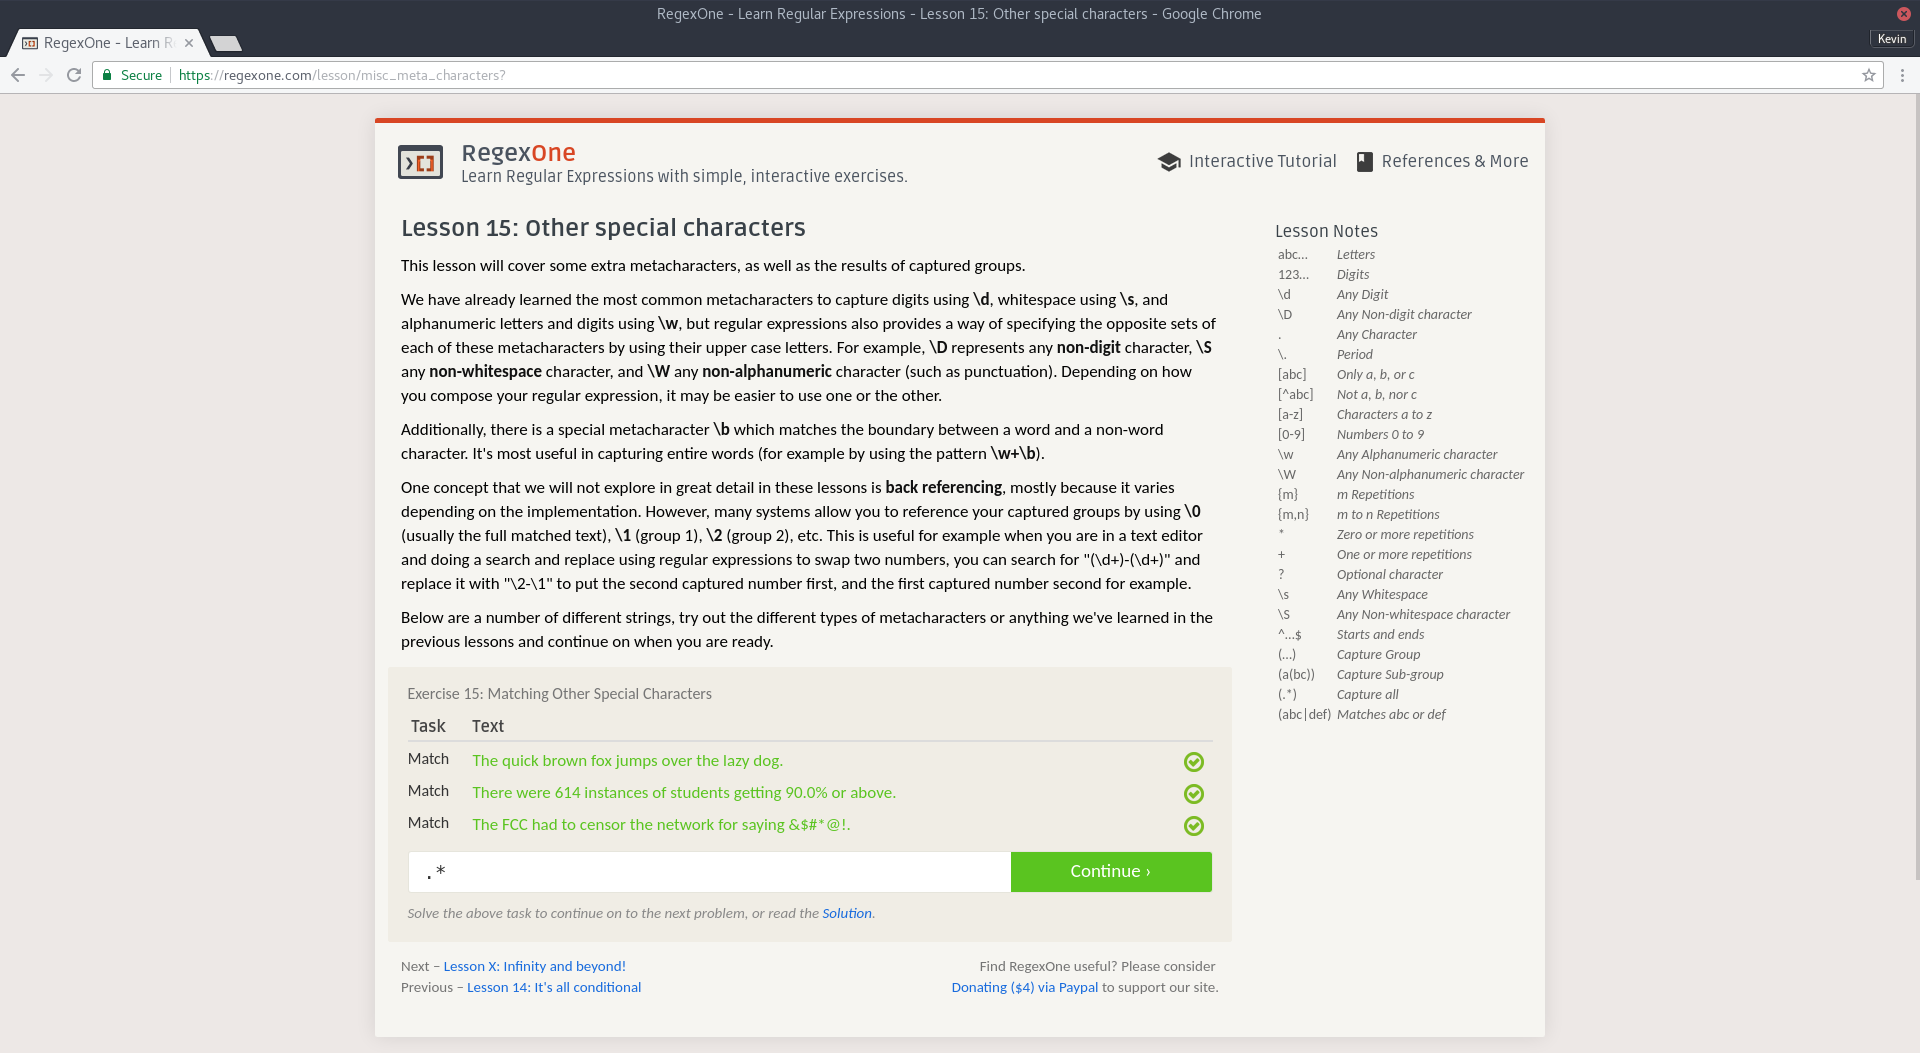 RegexOne - Learn Regular Expressions - Lesson 15: Other special characters - Google Chrome
RegexOne - Learn R
Kevin
Secure
https://regexone.com/lesson/misc_meta_characters?
RegexOne
Learn Regular Expressions with simple, interactive exercises.
Interactive Tutorial
References & More
Lesson 15: Other special characters
This lesson will cover some extra metacharacters, as well as the results of captured groups.
We have already learned the most common metacharacters to capture digits using \d, whitespace using \s, and
alphanumeric letters and digits using \w, but regular expressions also provides a way of specifying the opposite sets of
each of these metacharacters by using their upper case letters. For example, \D represents any non-digit character, \S
any non-whitespace character, and \W any non-alphanumeric character (such as punctuation). Depending on how
you compose your regular expression, it may be easier to use one or the other.
Additionally, there is a special metacharacter \b which matches the boundary between a word and a non-word
character. It's most useful in capturing entire words (for example by using the pattern \w+\b).
One concept that we will not explore in great detail in these lessons is back referencing, mostly because it varies
depending on the implementation. However, many systems allow you to reference your captured groups by using \0
(usually the full matched text), \1 (group 1), \2 (group 2), etc. This is useful for example when you are in a text editor
and doing a search and replace using regular expressions to swap two numbers, you can search for "(\d+)-(\d+)" and
replace it with "\2-\1" to put the second captured number first, and the first captured number second for example.
Below are a number of different strings, try out the different types of metacharacters or anything we've learned in the
previous lessons and continue on when you are ready.
Exercise 15: Matching Other Special Characters
Task Text
Match The quick brown fox jumps over the lazy dog.
Match There were 614 instances of students getting 90.0% or above.
Match The FCC had to censor the network for saying &$#*@!.
.*
Continue ›
Solve the above task to continue on to the next problem, or read the Solution.
Next – Lesson X: Infinity and beyond!
Previous – Lesson 14: It's all conditional
Find RegexOne useful? Please consider
Donating ($4) via Paypal to support our site.
Lesson Notes
abc… Letters
123… Digits
\d Any Digit
\D Any Non-digit character
. Any Character
\. Period
[abc] Only a, b, or c
[^abc] Not a, b, nor c
[a-z] Characters a to z
[0-9] Numbers 0 to 9
\w Any Alphanumeric character
\W Any Non-alphanumeric character
{m} m Repetitions
{m,n} m to n Repetitions
* Zero or more repetitions
+ One or more repetitions
? Optional character
\s Any Whitespace
\S Any Non-whitespace character
^…$ Starts and ends
(…) Capture Group
(a(bc)) Capture Sub-group
(.*) Capture all
(abc|def) Matches abc or def